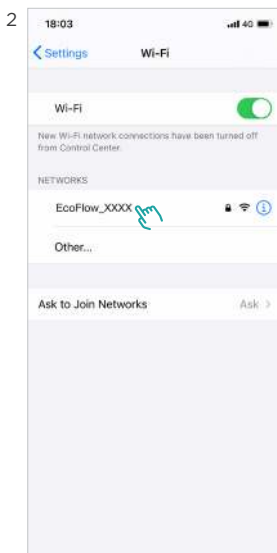 2
18:03
4G
Settings
Wi-Fi
Wi-Fi
New Wi-Fi network connections have been turned off
from Control Center.
NETWORKS
EcoFlow_XXXX
Other...
Ask to Join Networks
Ask